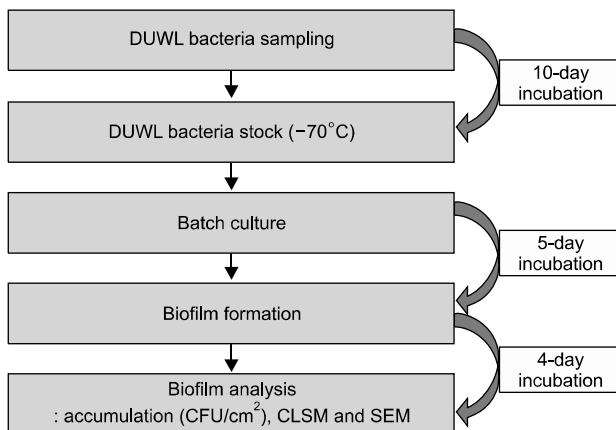 DUWL bacteria sampling
10-day
incubation
DUWL bacteria stock (−70°C)
Batch culture
5-day
incubation
Biofilm formation
4-day
incubation
Biofilm analysis
: accumulation (CFU/cm²), CLSM and SEM